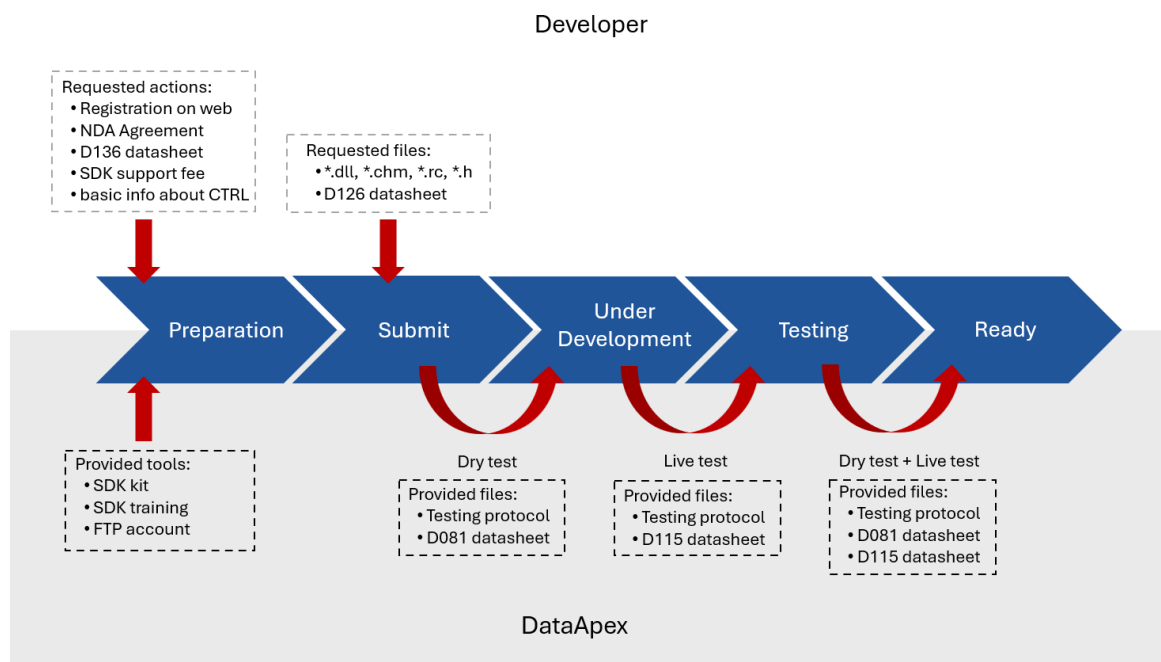 Developer
Requested actions:
• Registration on web
• NDA Agreement
• D136 datasheet
• SDK support fee
• basic info about CTRL
Requested files:
• *.dll, *.chm, *.rc, *.h
• D126 datasheet
Preparation
Submit
Under
Development
Testing
Ready
Provided tools:
• SDK kit
• SDK training
• FTP account
Dry test
Provided files:
• Testing protocol
• D081 datasheet
Live test
Provided files:
• Testing protocol
• D115 datasheet
Dry test + Live test
Provided files:
• Testing protocol
• D081 datasheet
• D115 datasheet
DataApex